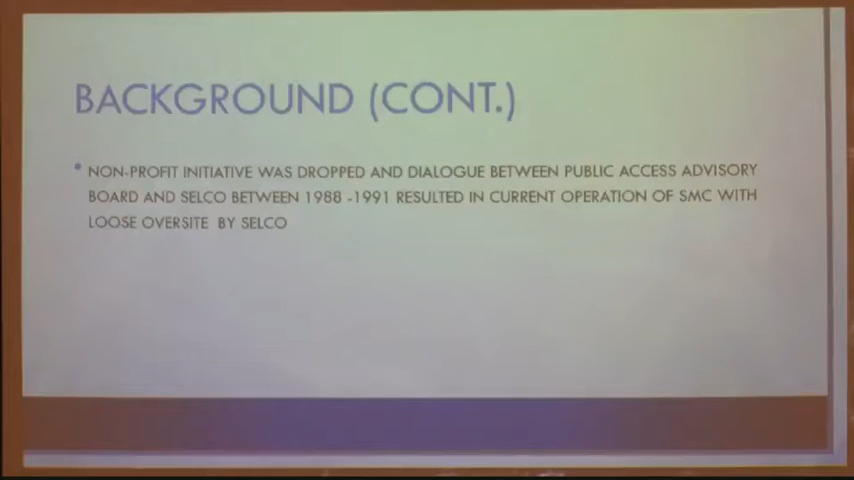 BACKGROUND (CONT.)
• NON-PROFIT INITIATIVE WAS DROPPED AND DIALOGUE BETWEEN PUBLIC ACCESS ADVISORY
BOARD AND SELCO BETWEEN 1988 -1991 RESULTED IN CURRENT OPERATION OF SMC WITH
LOOSE OVERSITE BY SELCO